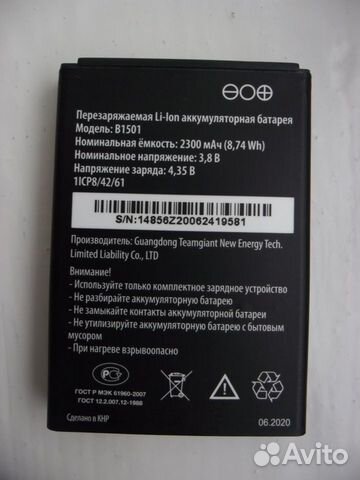 Перезаряжаемая Li-Ion аккумуляторная батарея
Модель: B1501
Номинальная ёмкость: 2300 мАч (8,74 Wh)
Номинальное напряжение: 3,8 В
Напряжение заряда: 4,35 В
1ICP8/42/61
S/N:14856Z20062419581
Производитель: Guangdong Teamgiant New Energy Tech.
Limited Liability Co., LTD
Внимание!
- Используйте только комплектное зарядное устройство
- Не разбирайте аккумуляторную батарею
- Не замыкайте контакты аккумуляторной батареи
- Не утилизируйте аккумуляторную батарею с бытовым
мусором
- При нагреве взрывоопасно
ГОСТ Р МЭК 61960-2007
ГОСТ 12.2.007.12-1988
Сделано в КНР
06.2020
Avito